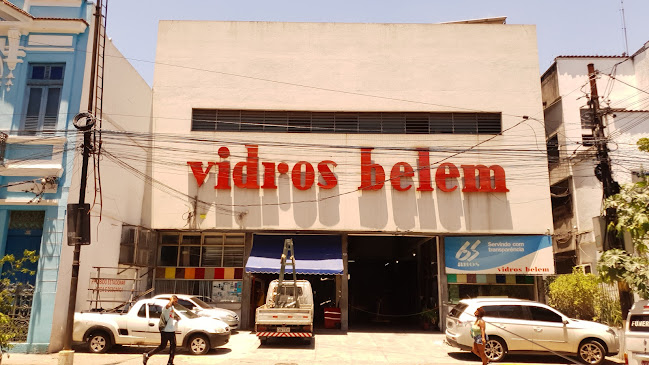 vidros belem
66
ANOS
Servindo com
transparência
vidros belem